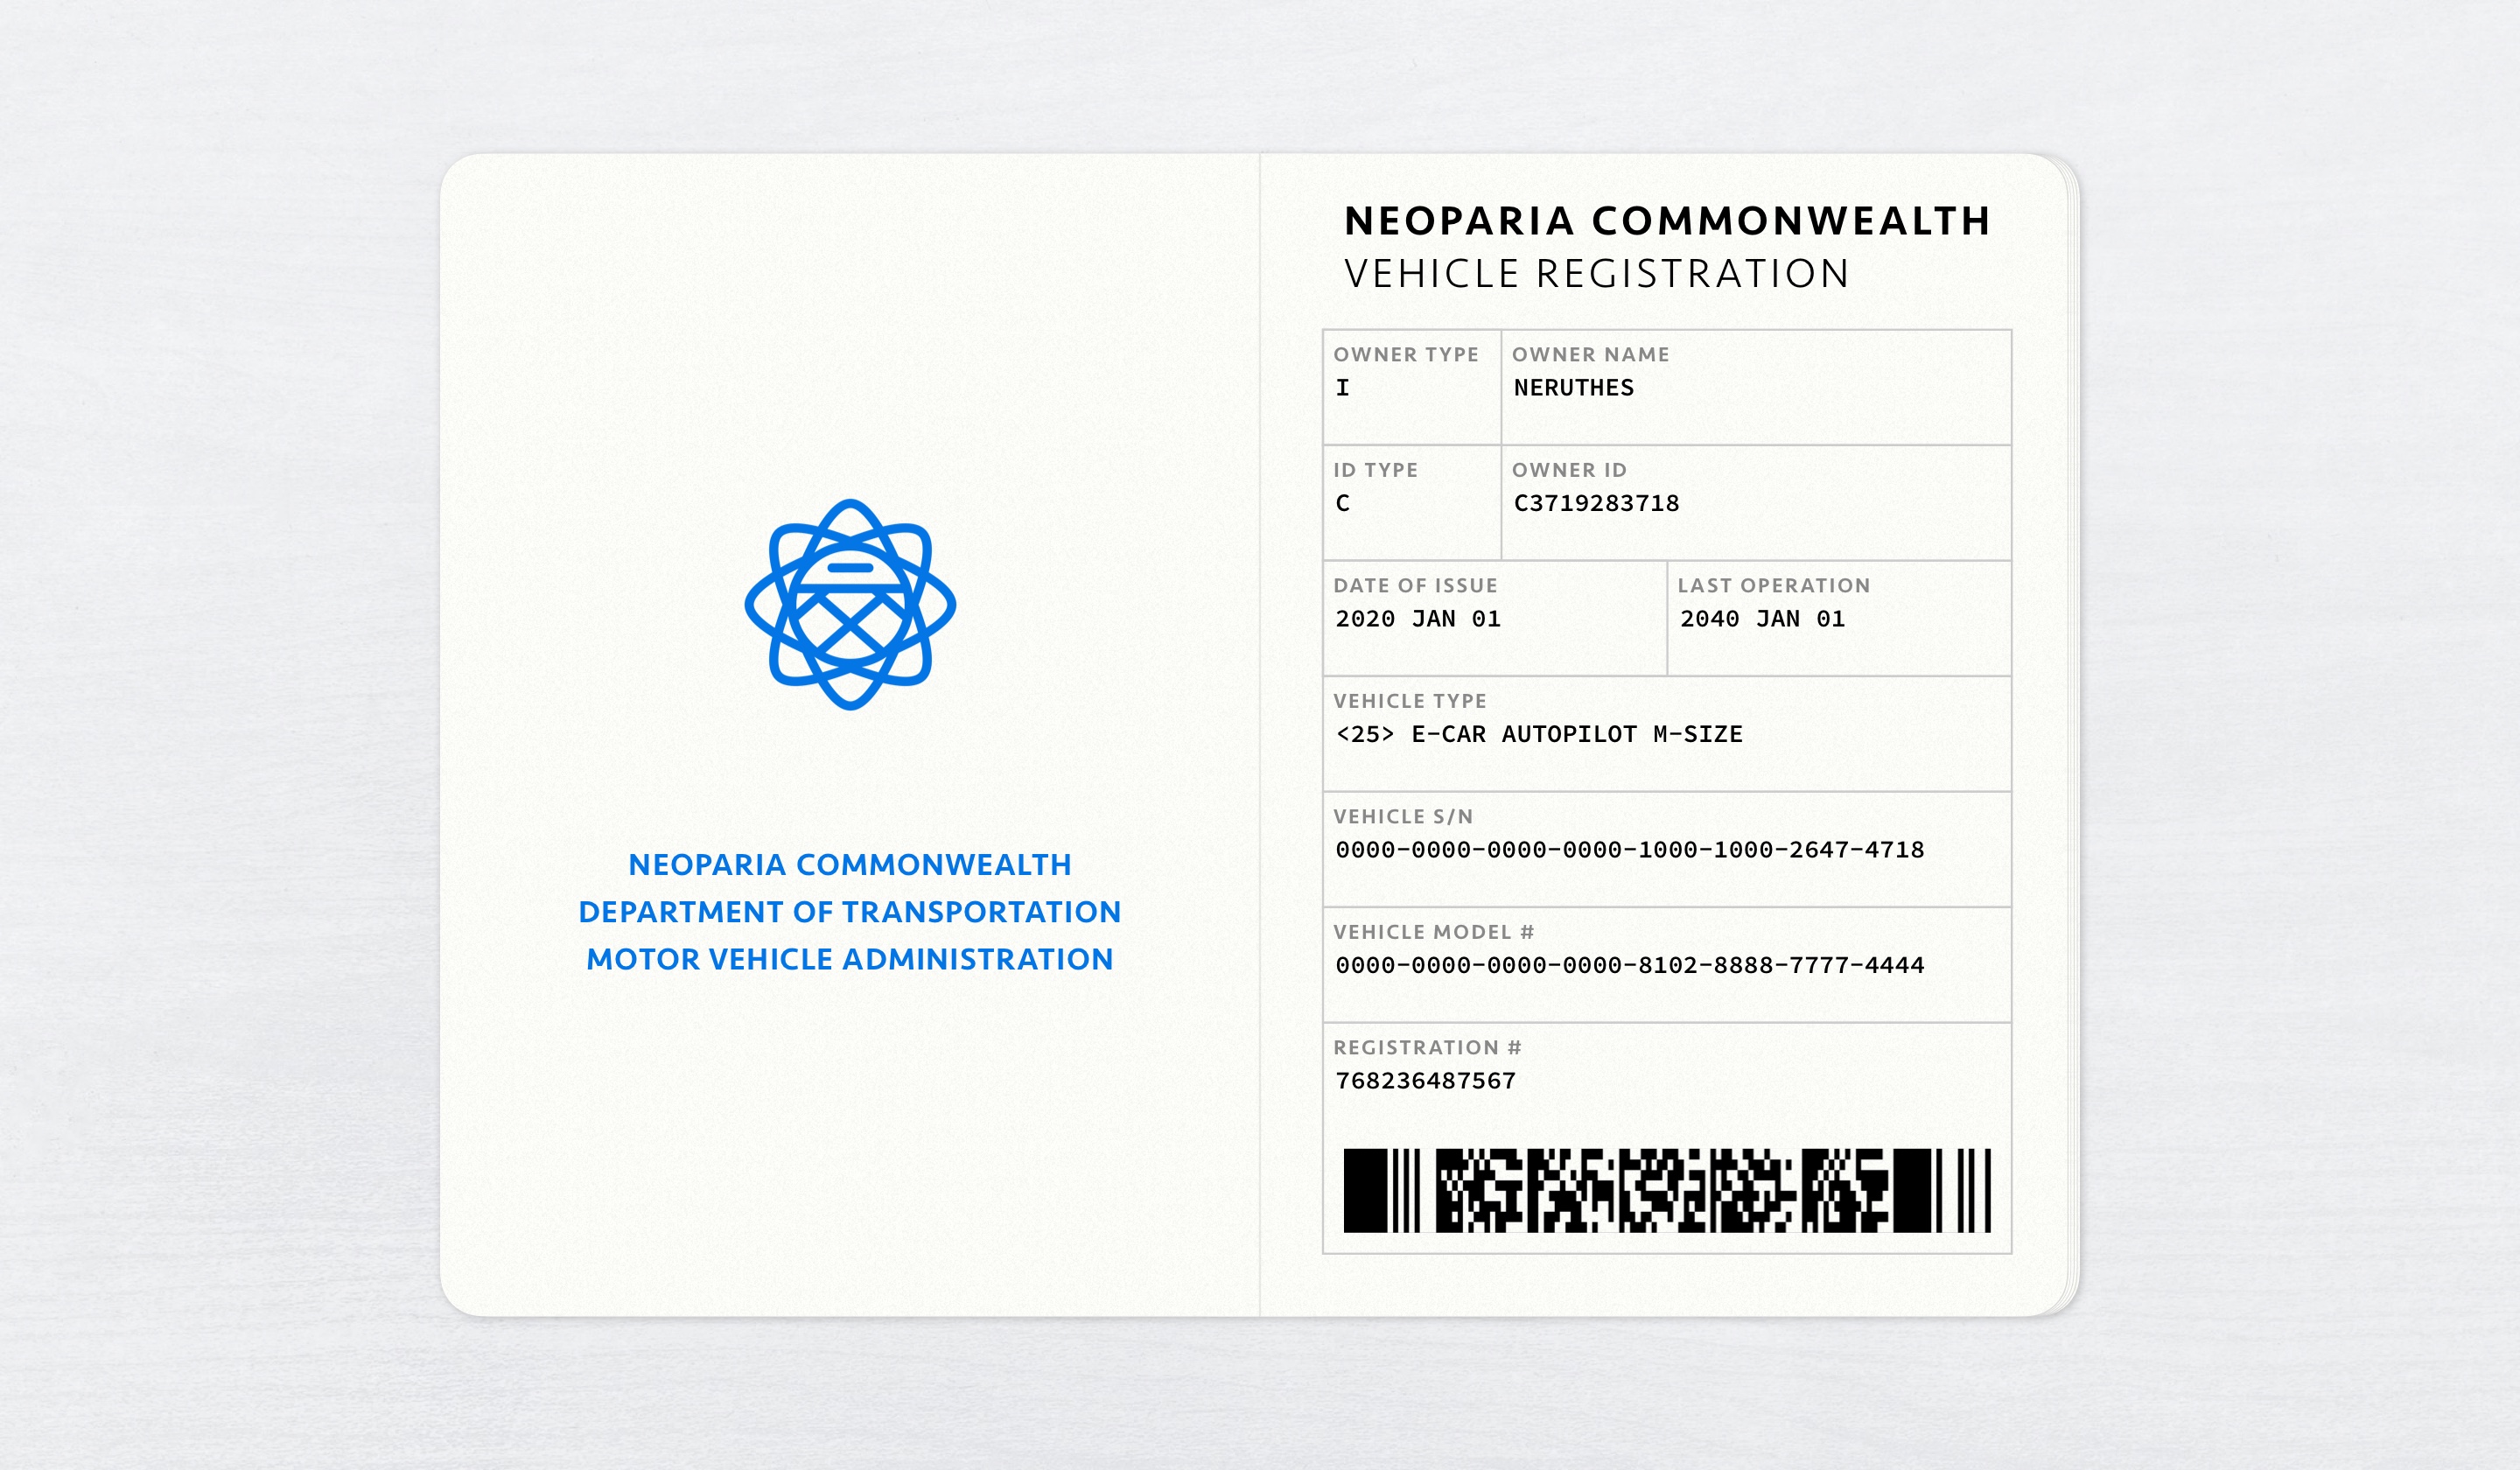 NEOPARIA COMMONWEALTH
DEPARTMENT OF TRANSPORTATION
MOTOR VEHICLE ADMINISTRATION
NEOPARIA COMMONWEALTH
VEHICLE REGISTRATION
OWNER TYPE
I
OWNER NAME
NERUTHES
ID TYPE
C
OWNER ID
C3719283718
DATE OF ISSUE
2020 JAN 01
LAST OPERATION
2040 JAN 01
VEHICLE TYPE
<25> E-CAR AUTOPILOT M-SIZE
VEHICLE S/N
0000-0000-0000-0000-1000-1000-2647-4718
VEHICLE MODEL #
0000-0000-0000-0000-8102-8888-7777-4444
REGISTRATION #
768236487567